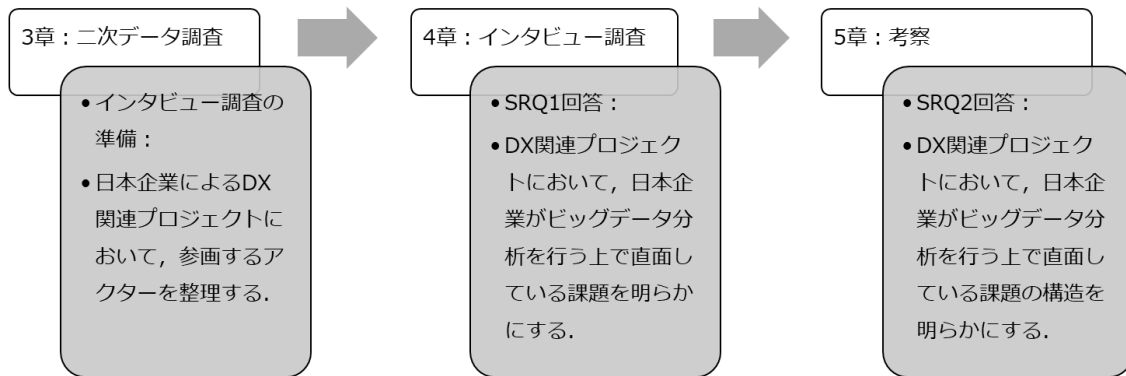 3章：二次データ調査
• インタビュー調査の
準備：
• 日本企業によるDX
関連プロジェクトに
おいて，参画するア
クターを整理する．
4章：インタビュー調査
• SRQ1回答：
• DX関連プロジェク
トにおいて，日本企
業がビッグデータ分
析を行う上で直面し
ている課題を明らか
にする．
5章：考察
• SRQ2回答：
• DX関連プロジェク
トにおいて，日本企
業がビッグデータ分
析を行う上で直面し
ている課題の構造を
明らかにする．